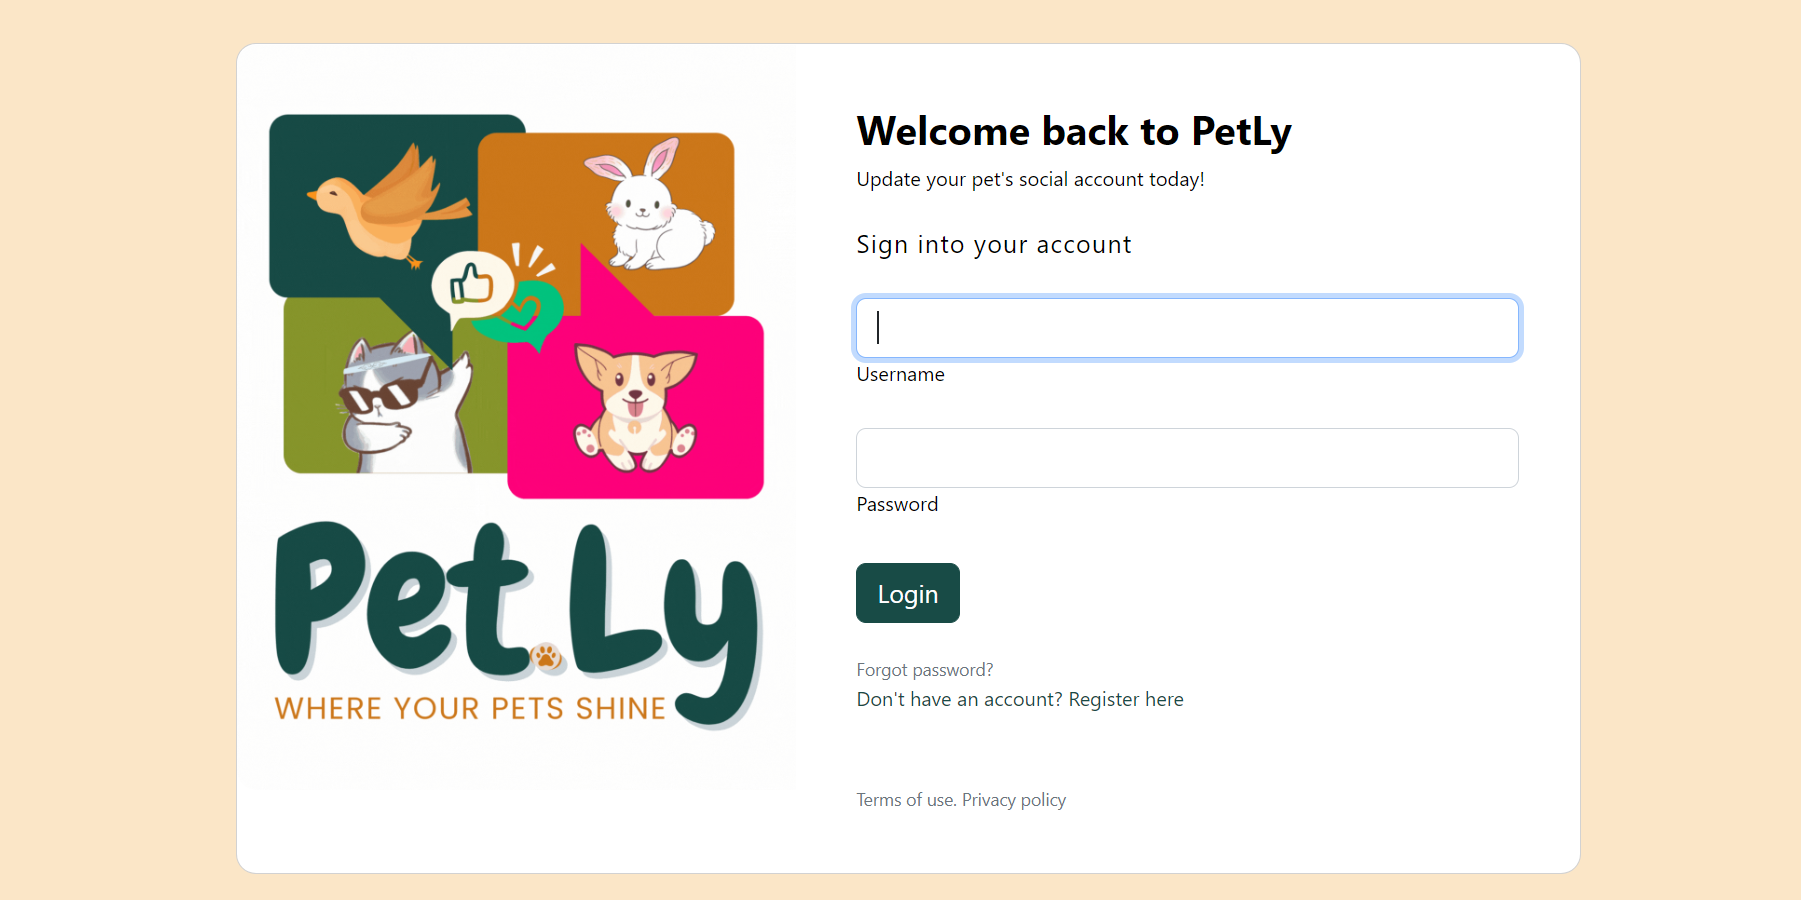 Pet.Ly
WHERE YOUR PETS SHINE
Welcome back to PetLy
Update your pet's social account today!
Sign into your account
Username
Password
Login
Forgot password?
Don't have an account? Register here
Terms of use. Privacy policy